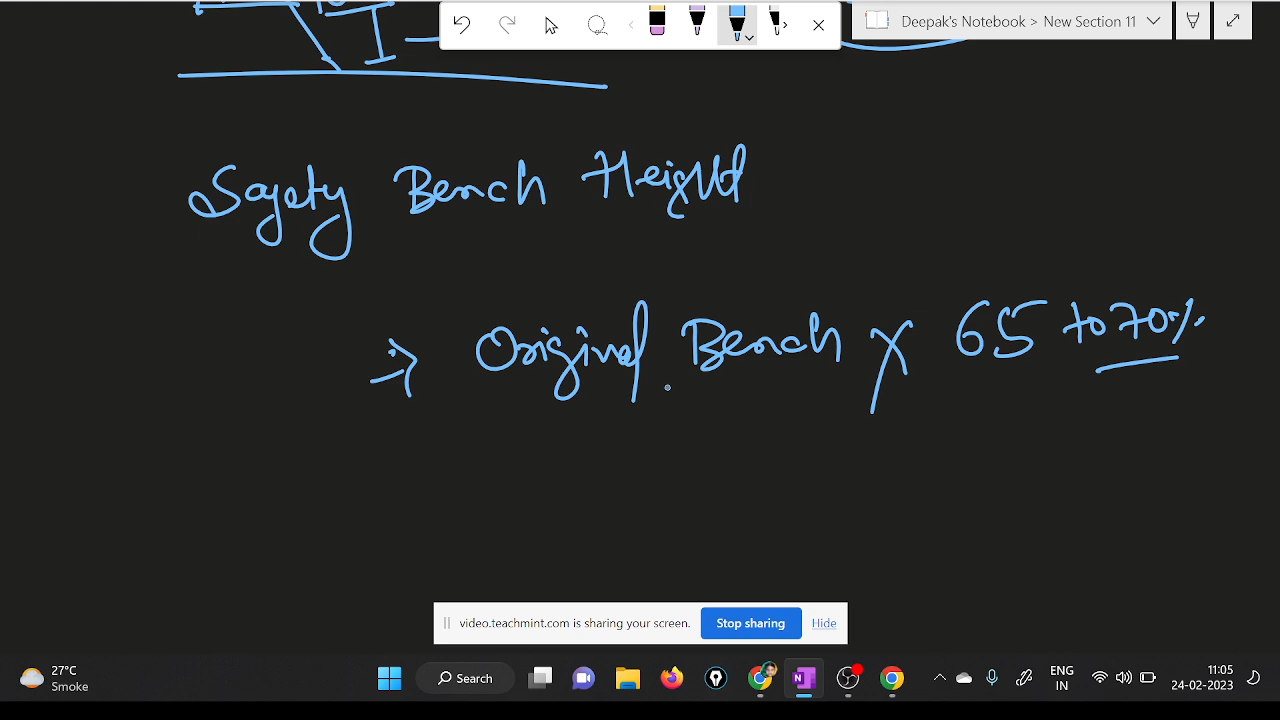 Deepak's Notebook > New Section 11
Safety Bench Height
⇒ Original Bench X 65 to 70%
video.teachmint.com is sharing your screen. Stop sharing Hide
27°C
Smoke
Search
ENG
IN
11:05
24-02-2023